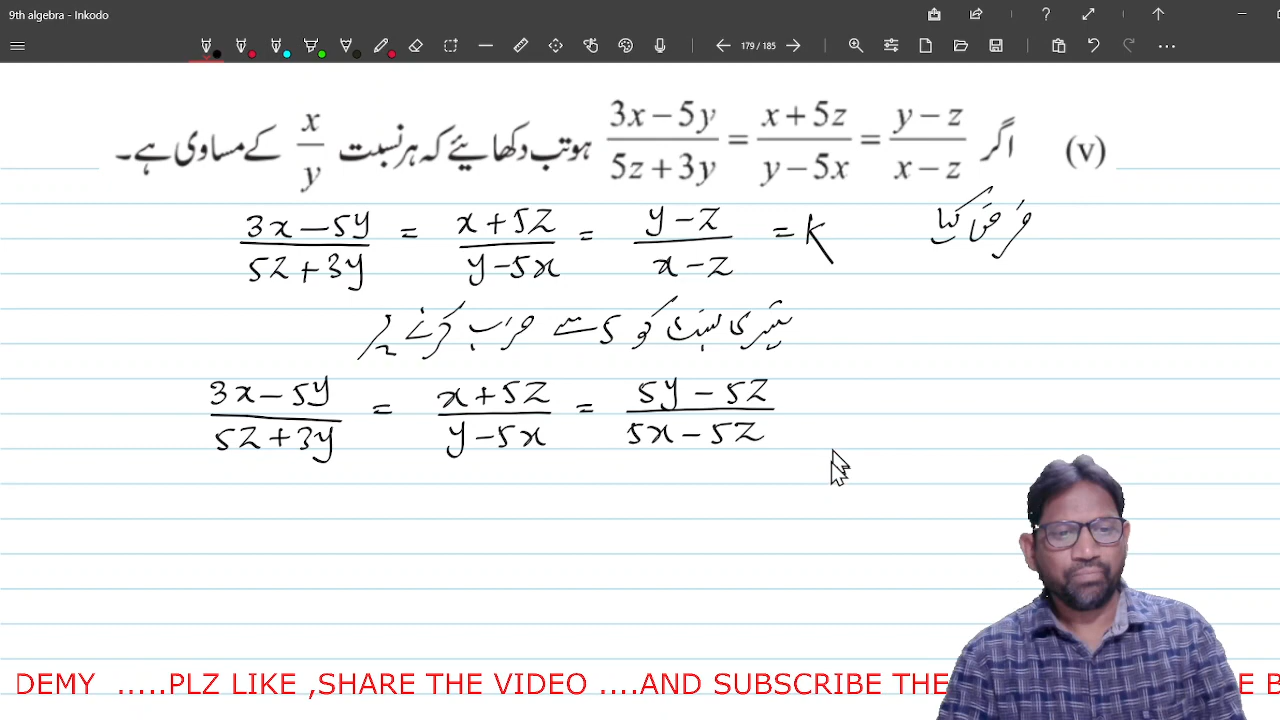 9th algebra - Inkodo
179 / 185
(v) اگر (3x − 5y)/(5z + 3y) = (x + 5z)/(y − 5x) = (y − z)/(x − z) ہو تب دکھائیے کہ ہر نسبت x/y کے مساوی ہے۔
فرض کیا (3x − 5y)/(5z + 3y) = (x + 5z)/(y − 5x) = (y − z)/(x − z) = k
تیسری نسبت کو 5 سے ضرب کرنے پر
(3x − 5y)/(5z + 3y) = (x + 5z)/(y − 5x) = (5y − 5z)/(5x − 5z)
DEMY .....PLZ LIKE ,SHARE THE VIDEO ....AND SUBSCRIBE THE
E B